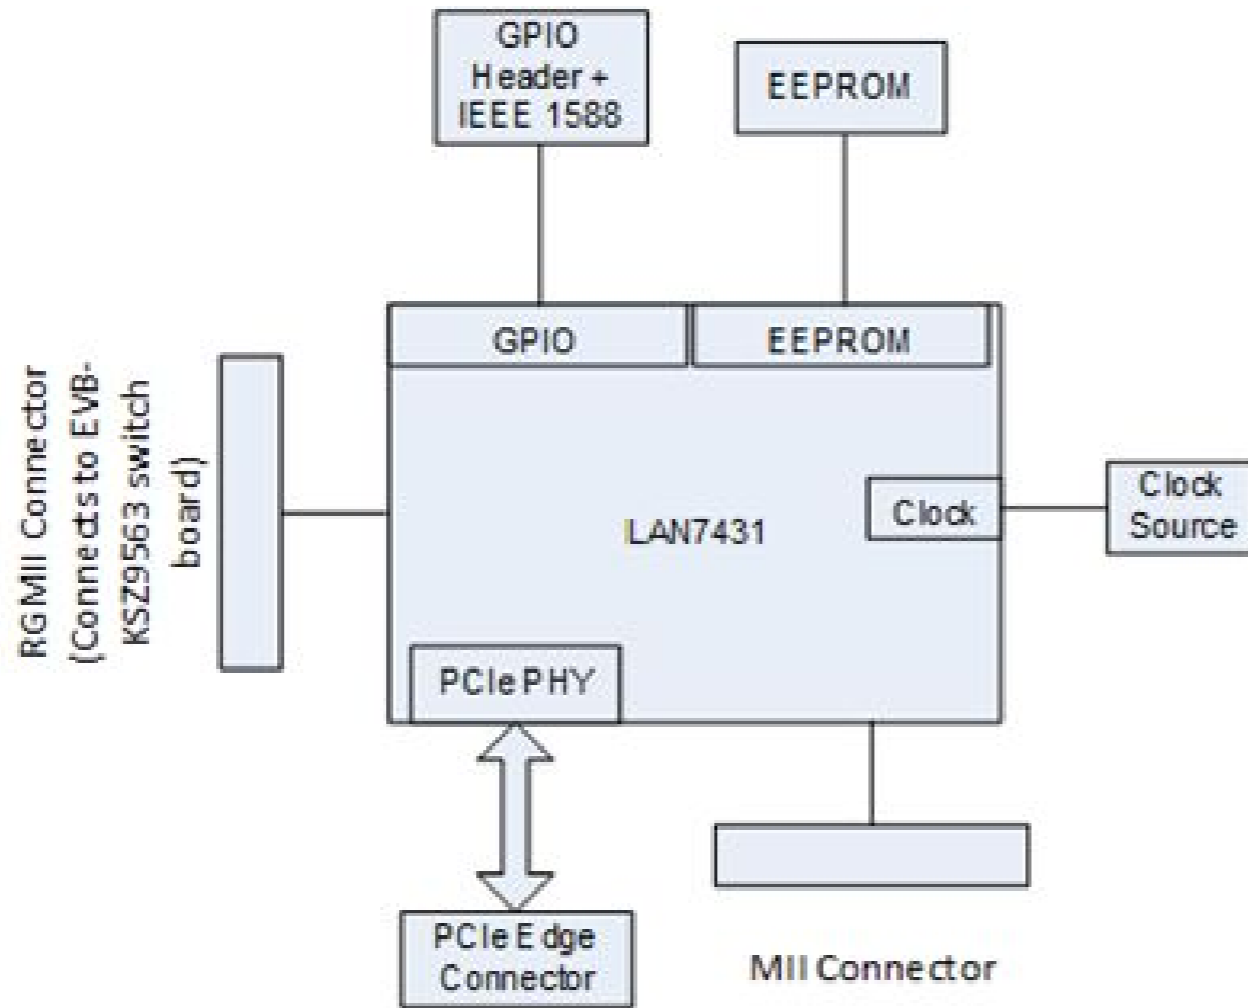 GPIO
Header +
IEEE 1588
EEPROM
GPIO
EEPROM
RGMII Connector
(Connects to EVB-
KSZ9563 switch
board)
LAN7431
Clock
Clock
Source
PCIe PHY
PCIe Edge
Connector
MII Connector